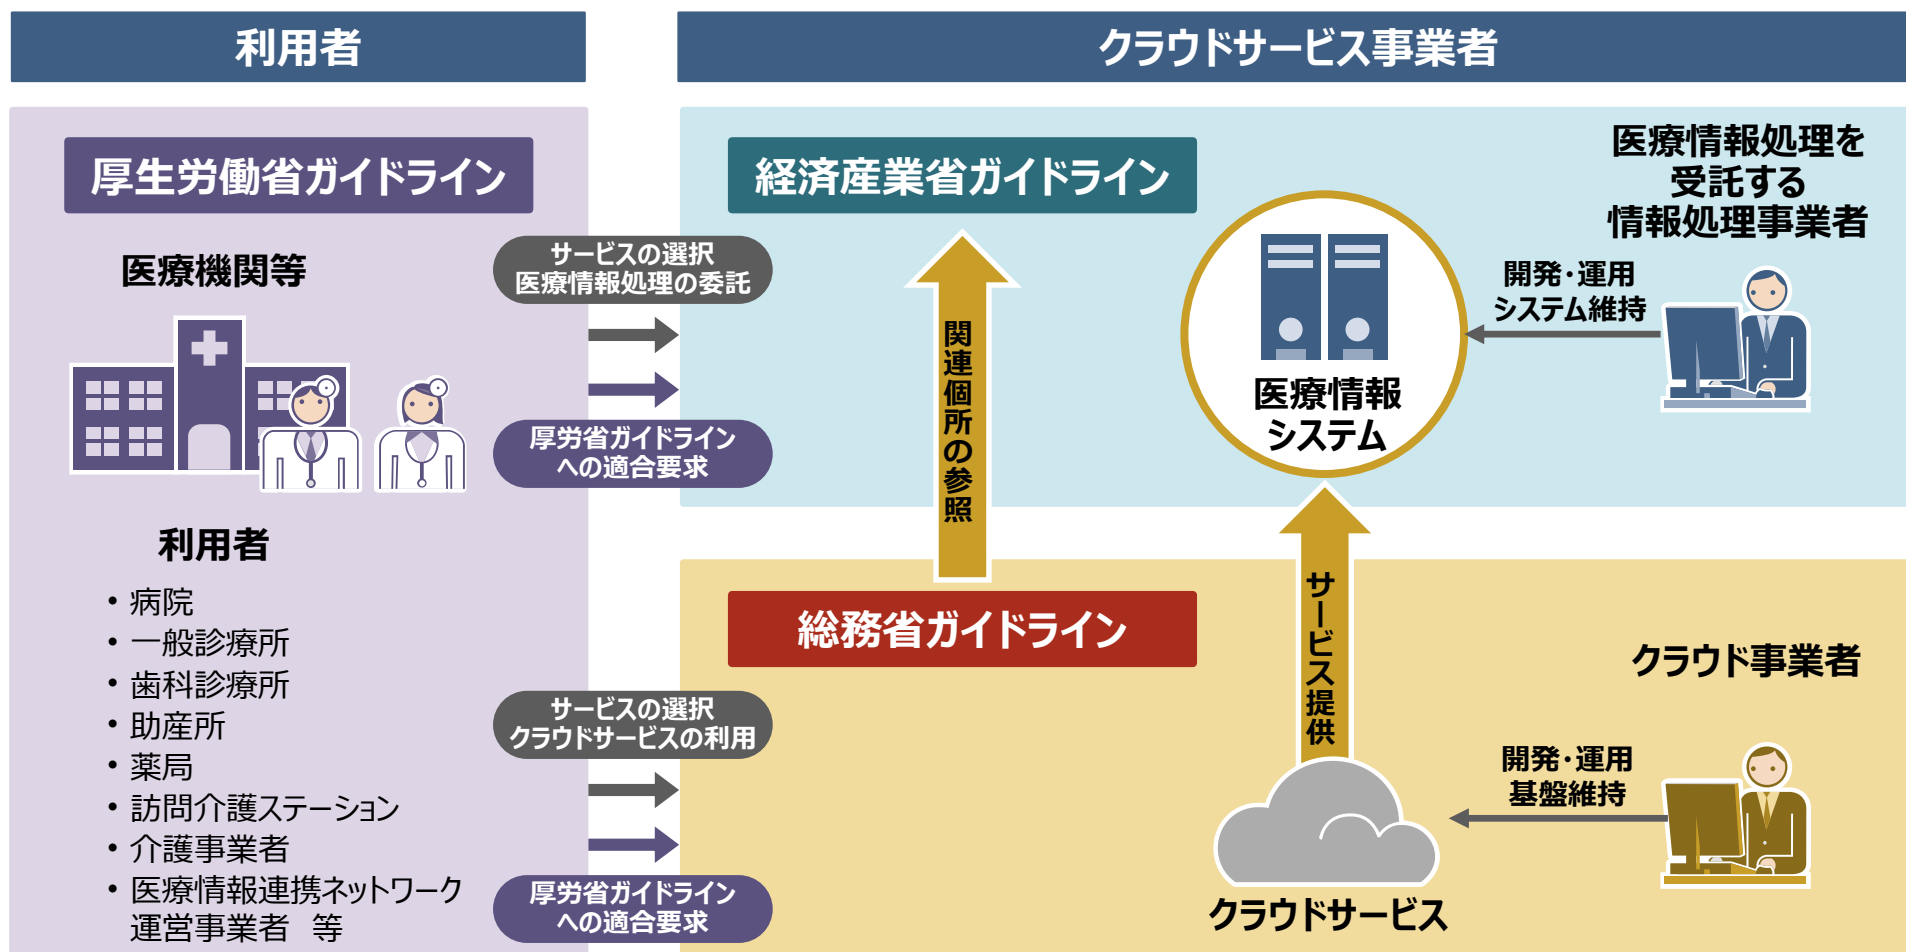 利用者
クラウドサービス事業者
厚生労働省ガイドライン
医療機関等
利用者
・病院
・一般診療所
・歯科診療所
・助産所
・薬局
・訪問介護ステーション
・介護事業者
・医療情報連携ネットワーク
運営事業者 等
サービスの選択
医療情報処理の委託
厚労省ガイドライン
への適合要求
サービスの選択
クラウドサービスの利用
厚労省ガイドライン
への適合要求
経済産業省ガイドライン
関連個所の参照
医療情報
システム
医療情報処理を
受託する
情報処理事業者
開発・運用
システム維持
総務省ガイドライン
サービス提供
クラウドサービス
クラウド事業者
開発・運用
基盤維持